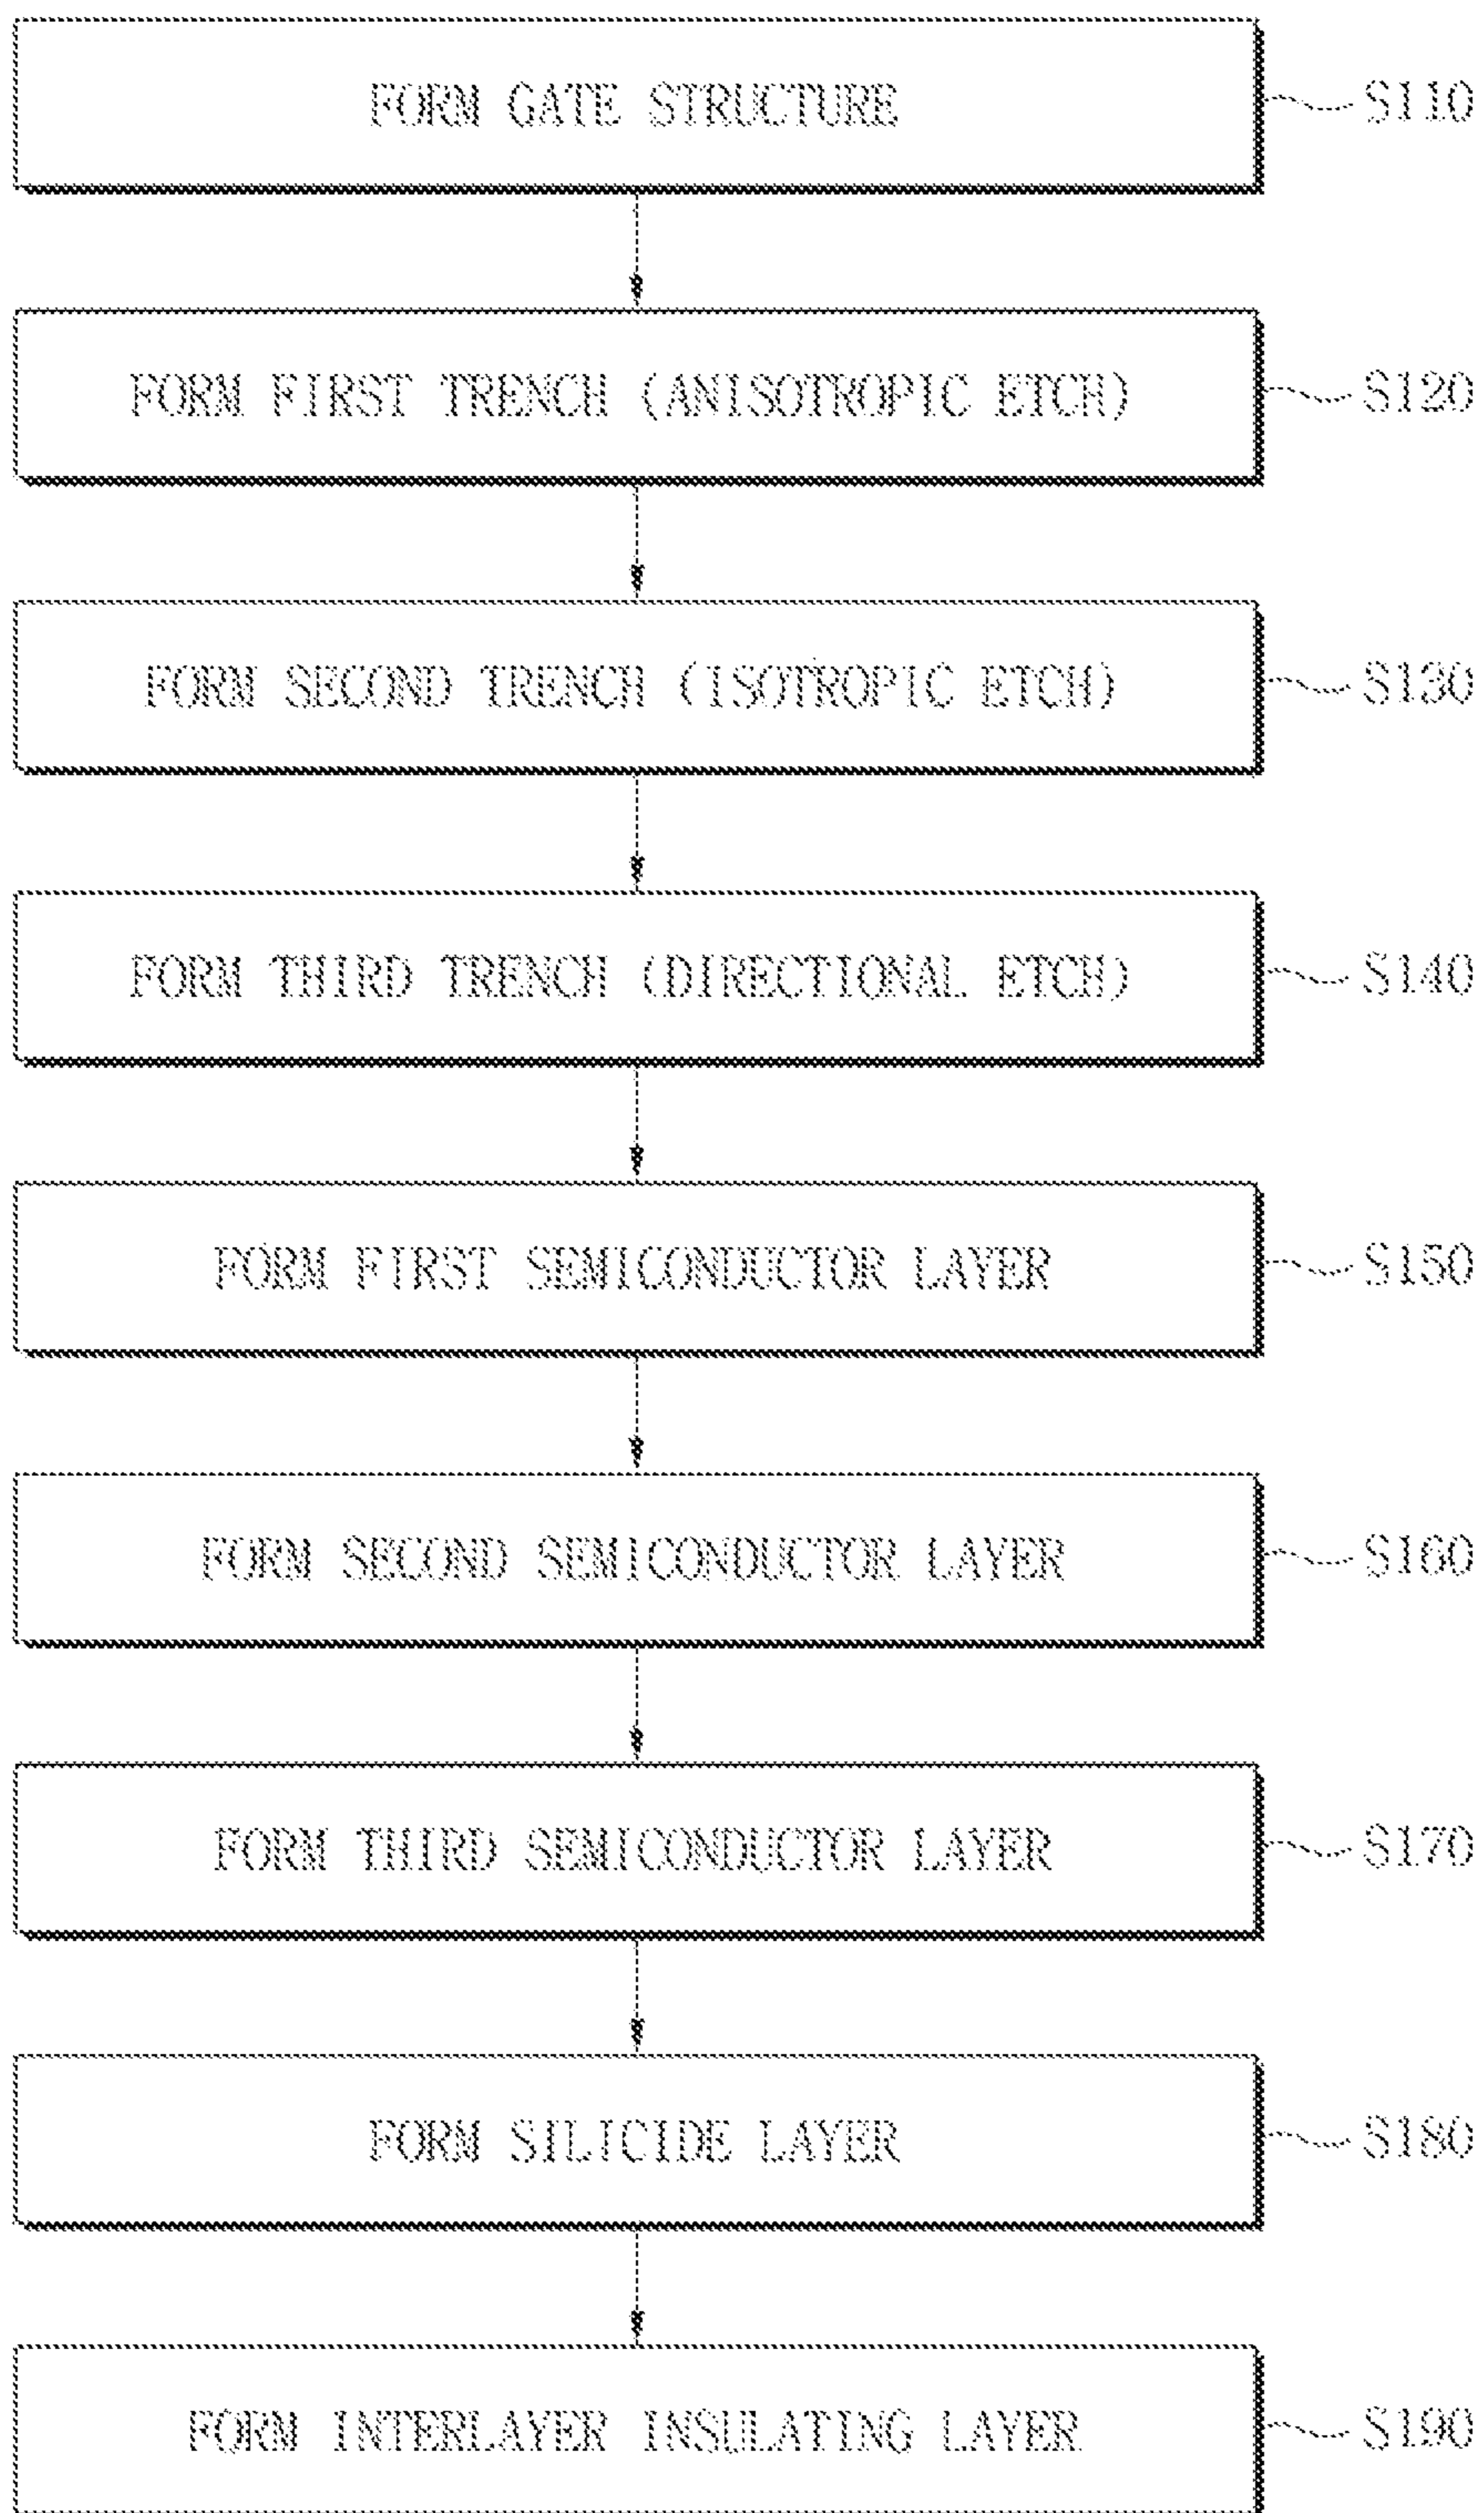 FORM GATE STRUCTURE S110
FORM FIRST TRENCH (ANISOTROPIC ETCH) S120
FORM SECOND TRENCH (ISOTROPIC ETCH) S130
FORM THIRD TRENCH (DIRECTIONAL ETCH) S140
FORM FIRST SEMICONDUCTOR LAYER S150
FORM SECOND SEMICONDUCTOR LAYER S160
FORM THIRD SEMICONDUCTOR LAYER S170
FORM SILICIDE LAYER S180
FORM INTERLAYER INSULATING LAYER S190